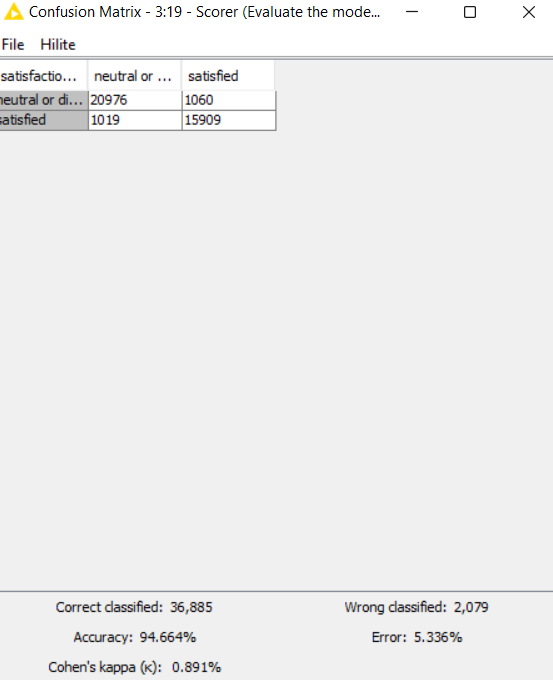 Confusion Matrix - 3:19 - Scorer (Evaluate the mode...
File Hilite
satisfactio... neutral or ... satisfied
neutral or di... 20976 1060
satisfied 1019 15909
Correct classified: 36,885 Wrong classified: 2,079
Accuracy: 94.664% Error: 5.336%
Cohen's kappa (κ): 0.891%